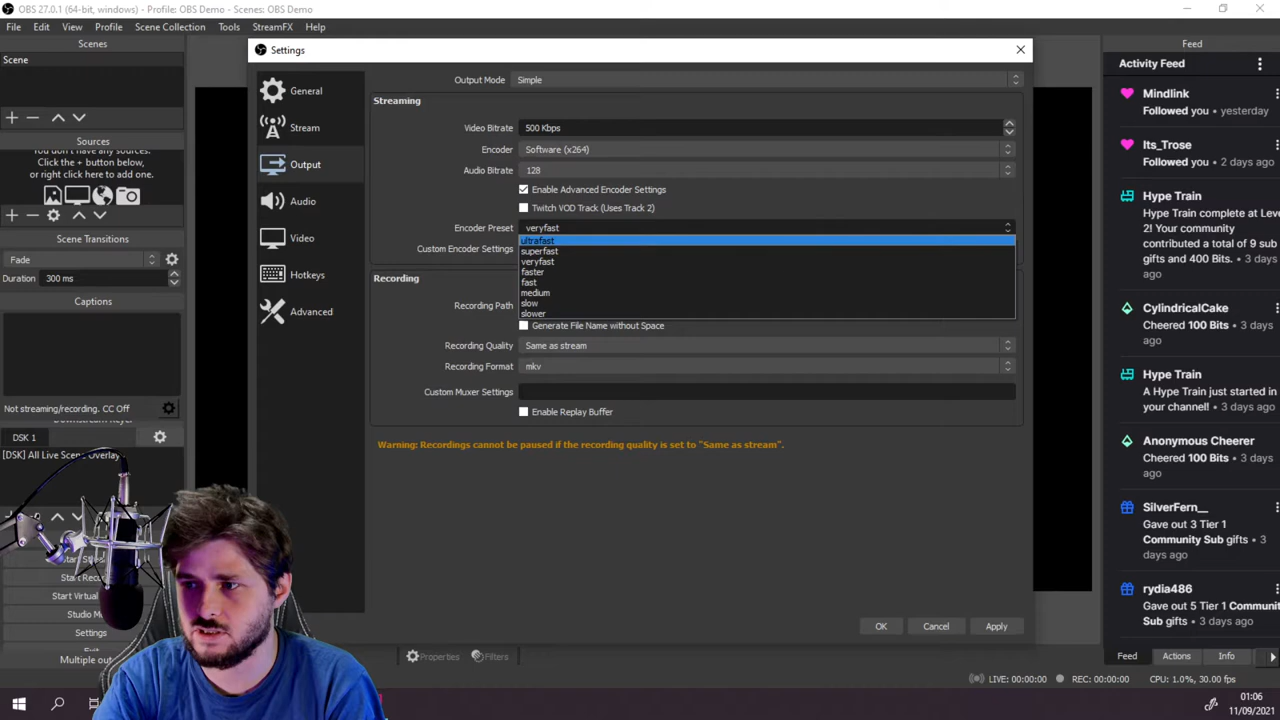 OBS 27.0.1 (64-bit, windows) - Profile: OBS Demo - Scenes: OBS Demo
File Edit View Profile Scene Collection Tools StreamFX Help
Scenes
Scene
Sources
You don't have any sources.
Click the + button below,
or right click here to add one.
Scene Transitions
Fade
Duration 300 ms
Captions
Not streaming/recording. CC Off
DSK 1
[DSK] All Live Scene Overlay
Start Virtual
Studio M
Settings
Multiple out
Settings
General
Stream
Output
Audio
Video
Hotkeys
Advanced
Output Mode Simple
Streaming
Video Bitrate 500 Kbps
Encoder Software (x264)
Audio Bitrate 128
Enable Advanced Encoder Settings
Twitch VOD Track (Uses Track 2)
Encoder Preset veryfast
ultrafast
Custom Encoder Settings
superfast
veryfast
faster
fast
medium
slow
slower
Recording
Recording Path
Generate File Name without Space
Recording Quality Same as stream
Recording Format mkv
Custom Muxer Settings
Enable Replay Buffer
Warning: Recordings cannot be paused if the recording quality is set to "Same as stream".
OK Cancel Apply
Properties Filters
Feed
Activity Feed
Mindlink
Followed you • yesterday
Its_Trose
Followed you • 2 days ago
Hype Train
Hype Train complete at Leve
2! Your community
contributed a total of 9 sub
gifts and 400 Bits. • 3 days
ago
CylindricalCake
Cheered 100 Bits • 3 days
ago
Hype Train
A Hype Train just started in
your channel! • 3 days ago
Anonymous Cheerer
Cheered 100 Bits • 3 days
ago
SilverFern__
Gave out 3 Tier 1
Community Sub gifts • 3
days ago
rydia486
Gave out 5 Tier 1 Community
Sub gifts • 3 days ago
Feed Actions Info
LIVE: 00:00:00 REC: 00:00:00 CPU: 1.0%, 30.00 fps
01:06
11/09/2021